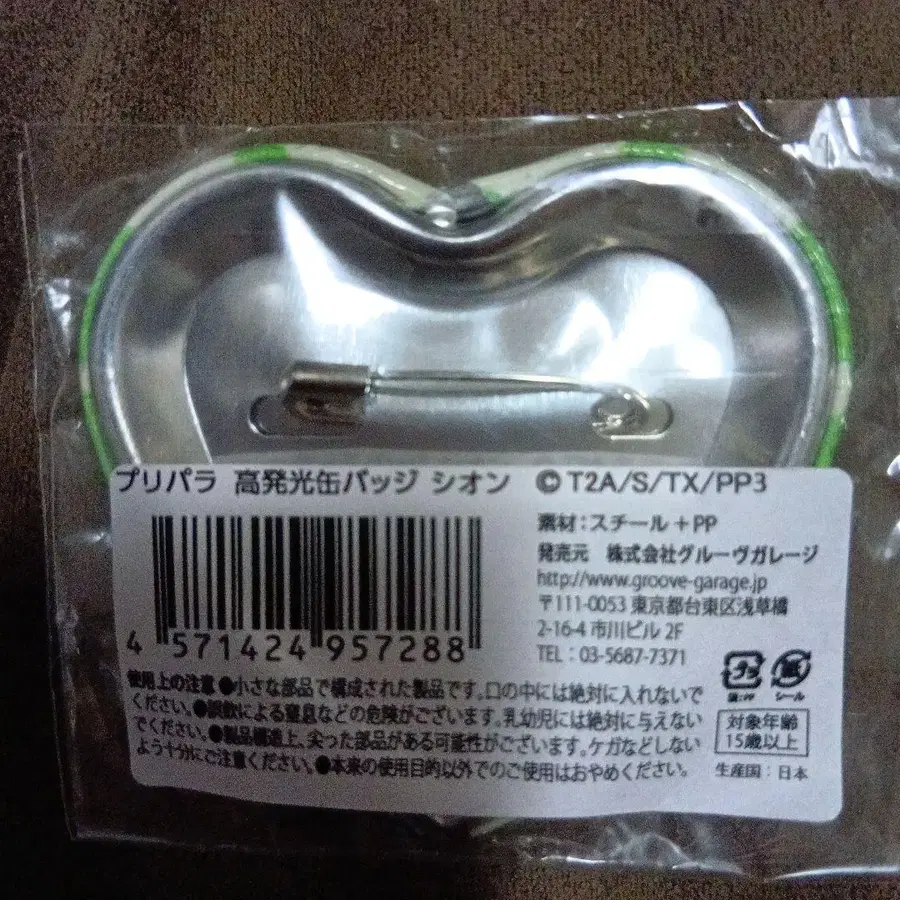 プリパラ 高発光缶バッジ シオン ©T2A/S/TX/PP3
素材：スチール＋PP
発売元 株式会社グルーヴガレージ
http://www.groove-garage.jp
〒111-0053 東京都台東区浅草橋
2-16-4 市川ビル 2F
TEL：03-5687-7371
4 571424 957288
使用上の注意 ●小さな部品で構成された製品です。口の中には絶対に入れないで
ください。●誤飲による窒息などの危険がございます。乳幼児には絶対に与えない
でください。●製品構造上、尖った部品がある可能性がございます。ケガなどしない
よう十分にご注意ください。●本来の使用目的以外でのご使用はおやめください。
プラ
袋：PP
紙
シール
対象年齢
15歳以上
生産国：日本